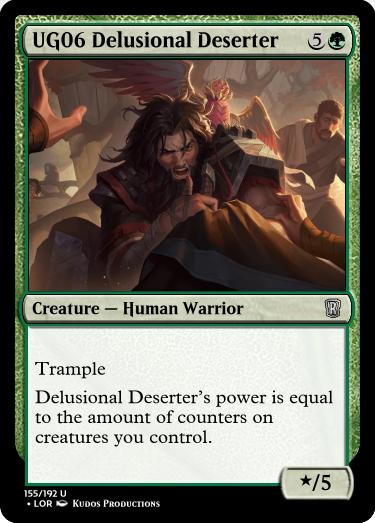 UG06 Delusional Deserter 5
Creature — Human Warrior
Trample
Delusional Deserter's power is equal
to the amount of counters on
creatures you control.
★/5
155/192 U
• LOR Kudos Productions